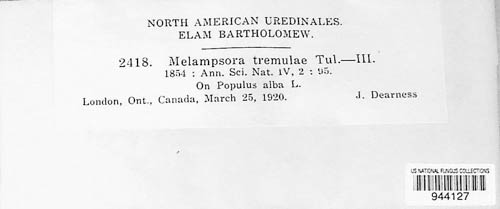 NORTH AMERICAN UREDINALES.
ELAM BARTHOLOMEW.
2418. Melampsora tremulae Tul.—III.
1854 : Ann. Sci. Nat. IV, 2 : 95.
On Populus alba L.
London, Ont., Canada, March 25, 1920. J. Dearness
US NATIONAL FUNGUS COLLECTIONS
944127